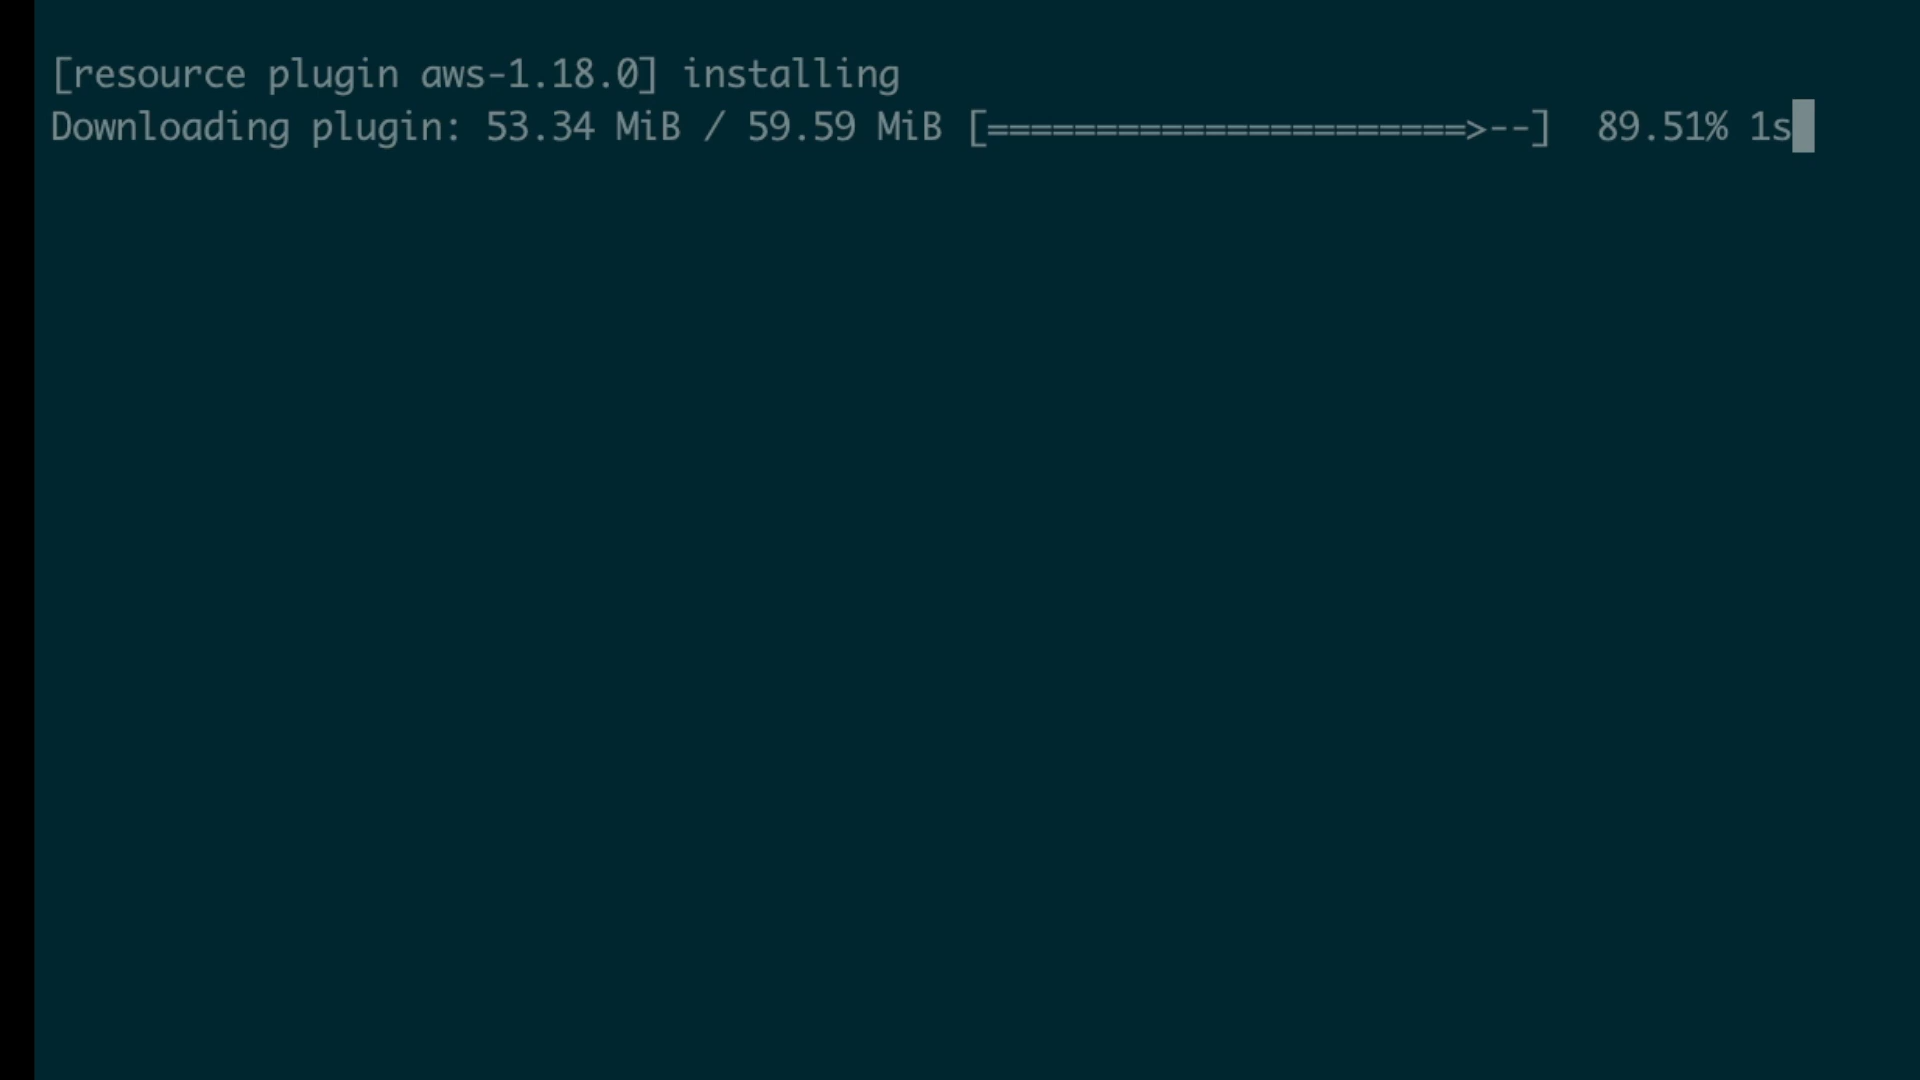 [resource plugin aws-1.18.0] installing
Downloading plugin: 53.34 MiB / 59.59 MiB [======================>--]  89.51% 1s